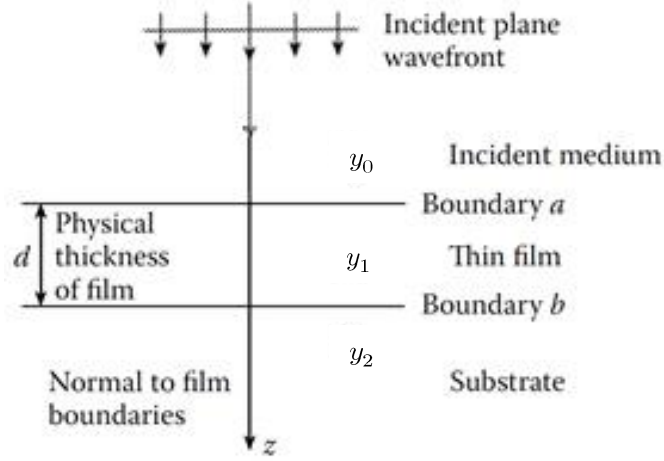 Incident plane
wavefront
y₀ Incident medium
Boundary a
Physical
thickness
of film
d
y₁ Thin film
Boundary b
y₂
Normal to film
boundaries
Substrate
z